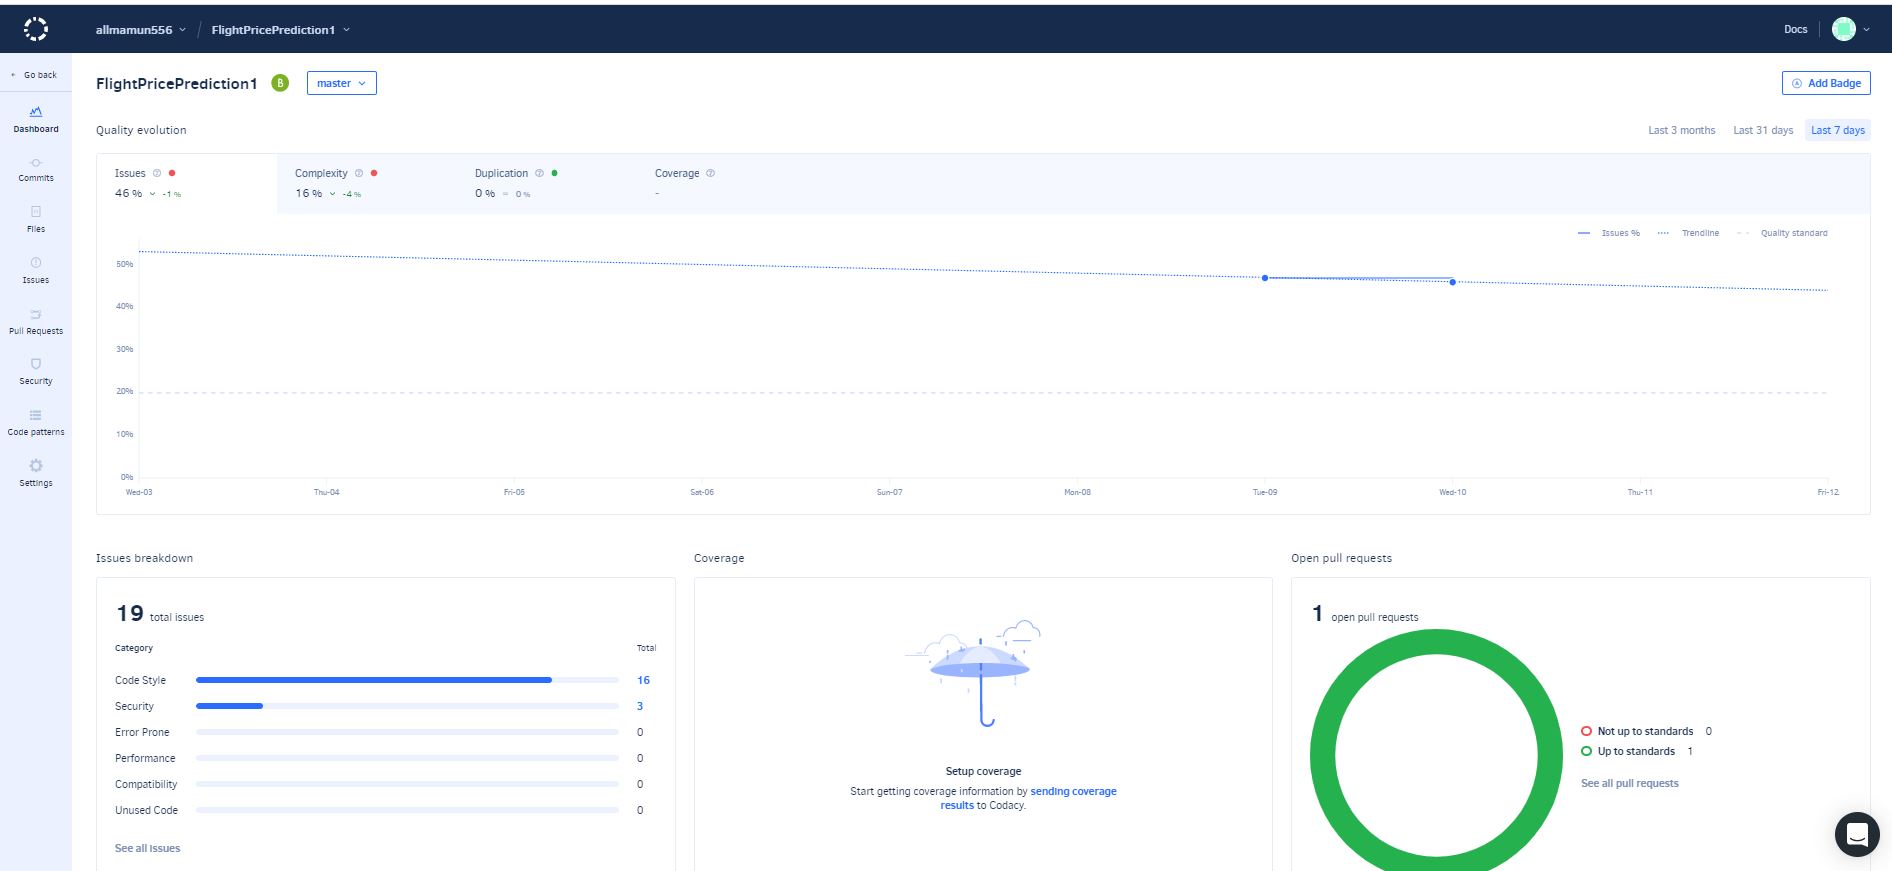 allmamun556 FlightPricePrediction1 Docs
Go back
FlightPricePrediction1 B master Add Badge
Dashboard
Commits
Files
Issues
Pull Requests
Security
Code patterns
Settings
Quality evolution Last 3 months Last 31 days Last 7 days
Issues Complexity Duplication Coverage
46 % -1 % 16 % -4 % 0 % = 0 % -
Issues % Trendline Quality standard
50%
40%
30%
20%
10%
0%
Wed-03 Thu-04 Fri-05 Sat-06 Sun-07 Mon-08 Tue-09 Wed-10 Thu-11 Fri-12
Issues breakdown
19 total issues
Category Total
Code Style 16
Security 3
Error Prone 0
Performance 0
Compatibility 0
Unused Code 0
See all issues
Coverage
Setup coverage
Start getting coverage information by sending coverage
results to Codacy.
Open pull requests
1 open pull requests
Not up to standards 0
Up to standards 1
See all pull requests